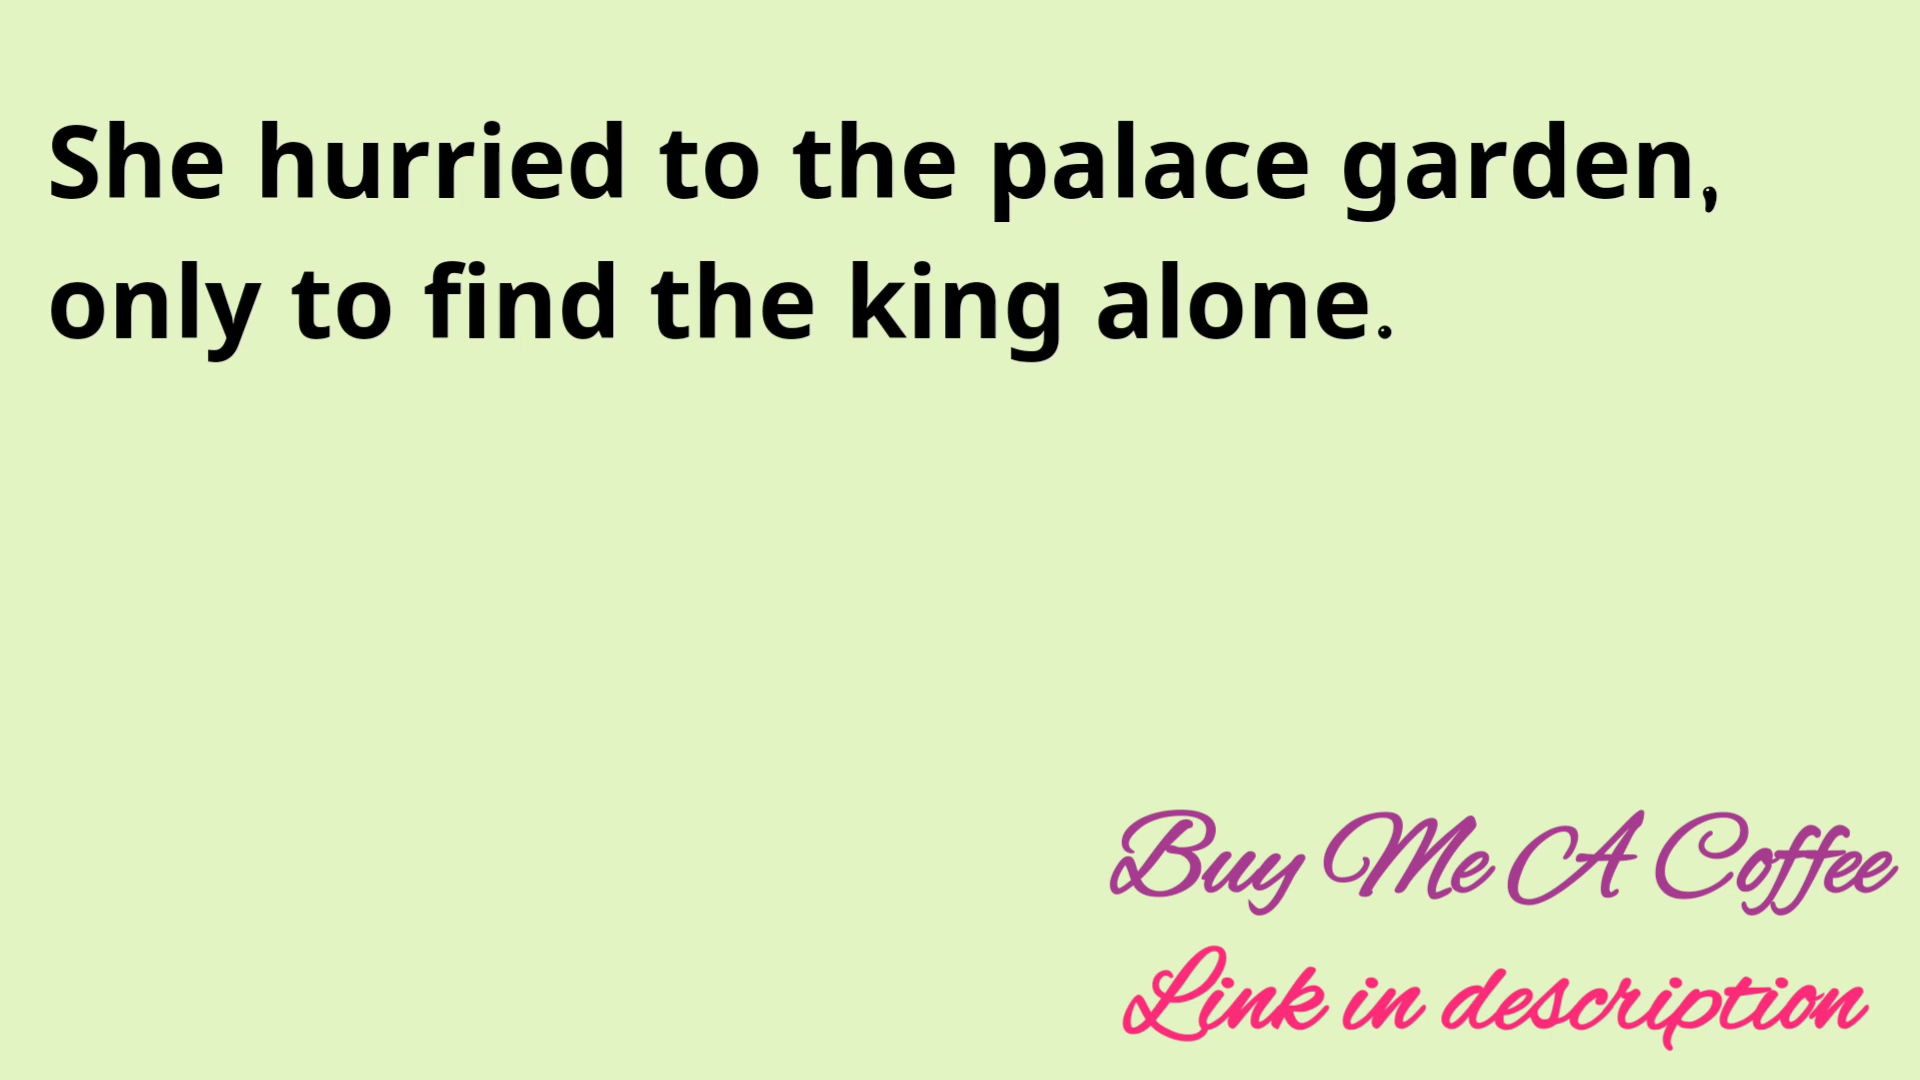 She hurried to the palace garden,
only to find the king alone.
Buy Me A Coffee
Link in description